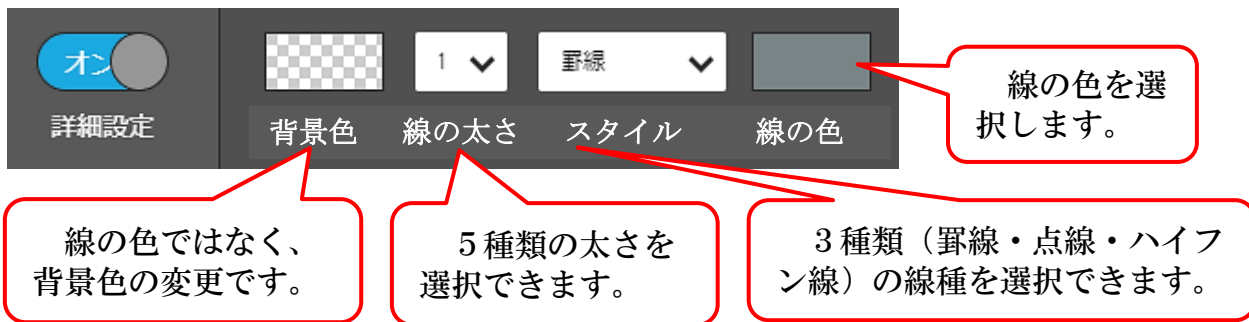 オン
1
罫線
詳細設定
背景色
線の太さ
スタイル
線の色
線の色を選
択します。
線の色ではなく、
背景色の変更です。
5種類の太さを
選択できます。
3種類(罫線・点線・ハイフ
ン線)の線種を選択できます。